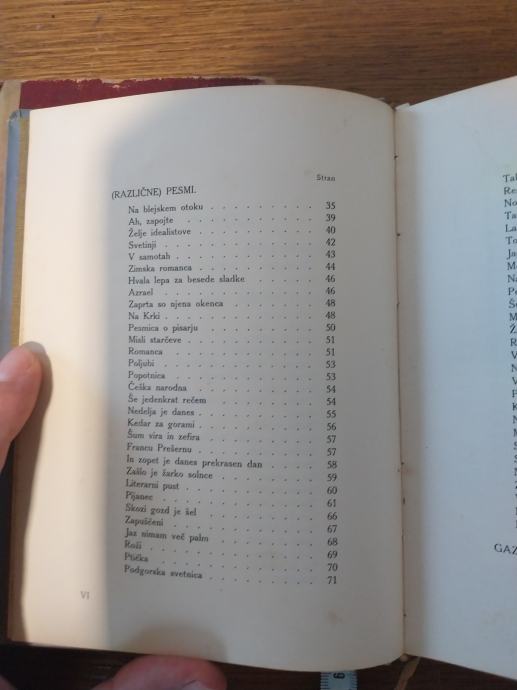 Stran
(RAZLIČNE) PESMI.
Na blejskem otoku . . . . . . . . . . 35
Ah, zapojte . . . . . . . . . . 39
Želje idealistove . . . . . . . . . . 40
Svetinji . . . . . . . . . . 42
V samotah . . . . . . . . . . 43
Zimska romanca . . . . . . . . . . 44
Hvala lepa za besede sladke . . . . . . 46
Azrael . . . . . . . . . . 46
Zaprta so njena okenca . . . . . . . . 48
Na Krki . . . . . . . . . . 48
Pesmica o pisarju . . . . . . . . . . 50
Misli starčeve . . . . . . . . . . 51
Romanca . . . . . . . . . . 51
Poljubi . . . . . . . . . . 53
Popotnica . . . . . . . . . . 53
Češka narodna . . . . . . . . . . 54
Še jedenkrat rečem . . . . . . . . . . 54
Nedelja je danes . . . . . . . . . . 55
Kedar za gorami . . . . . . . . . . 56
Šum vira in zefira . . . . . . . . . . 57
Francu Prešernu . . . . . . . . . . 57
In zopet je danes prekrasen dan . . . . 58
Zašlo je žarko solnce . . . . . . . . 59
Literarni pust . . . . . . . . . . 60
Pijanec . . . . . . . . . . 61
Skozi gozd je šel . . . . . . . . . . 66
Zapuščeni . . . . . . . . . . 67
Jaz nimam več palm . . . . . . . . 68
Roži . . . . . . . . . . 69
Ptička . . . . . . . . . . 70
Podgorska svetnica . . . . . . . . . . 71
VI
GAZ